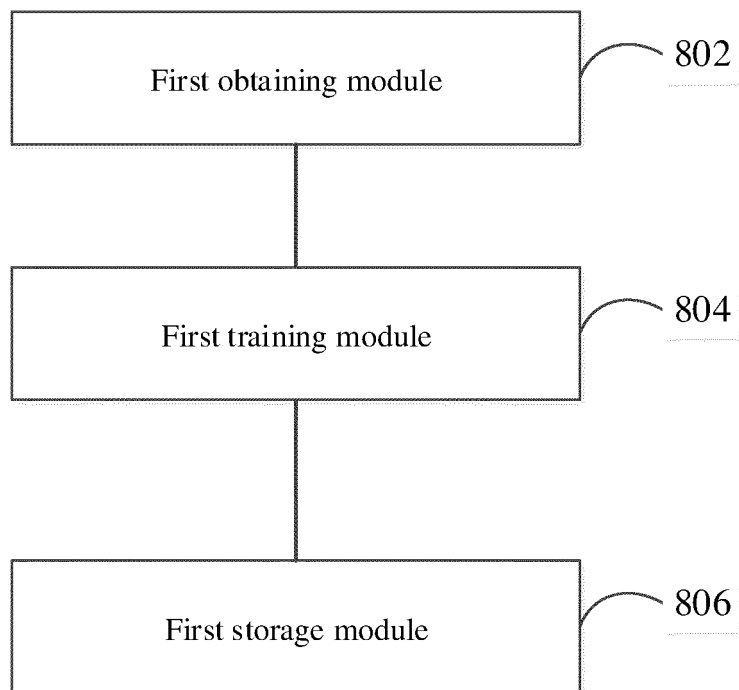 First obtaining module
802
First training module
804
First storage module
806